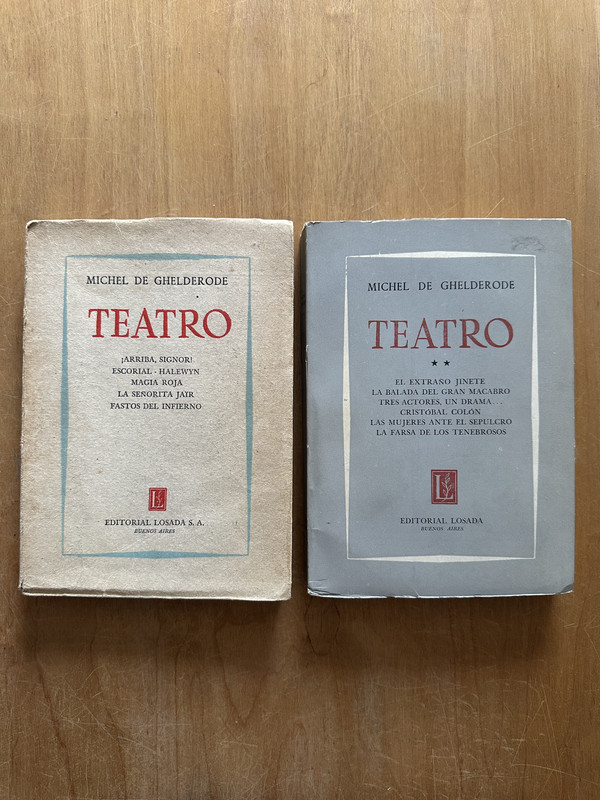 MICHEL DE GHELDERODE
TEATRO
¡ARRIBA, SIGNOR!
ESCORIAL - HALEWYN
MAGIA ROJA
LA SEÑORITA JAIR
FASTOS DEL INFIERNO
L
EDITORIAL LOSADA S. A.
BUENOS AIRES
MICHEL DE GHELDERODE
TEATRO
★ ★
EL EXTRAÑO JINETE
LA BALADA DEL GRAN MACABRO
TRES ACTORES, UN DRAMA...
CRISTOBAL COLÓN
LAS MUJERES ANTE EL SEPULCRO
LA FARSA DE LOS TENEBROSOS
L
EDITORIAL LOSADA
BUENOS AIRES